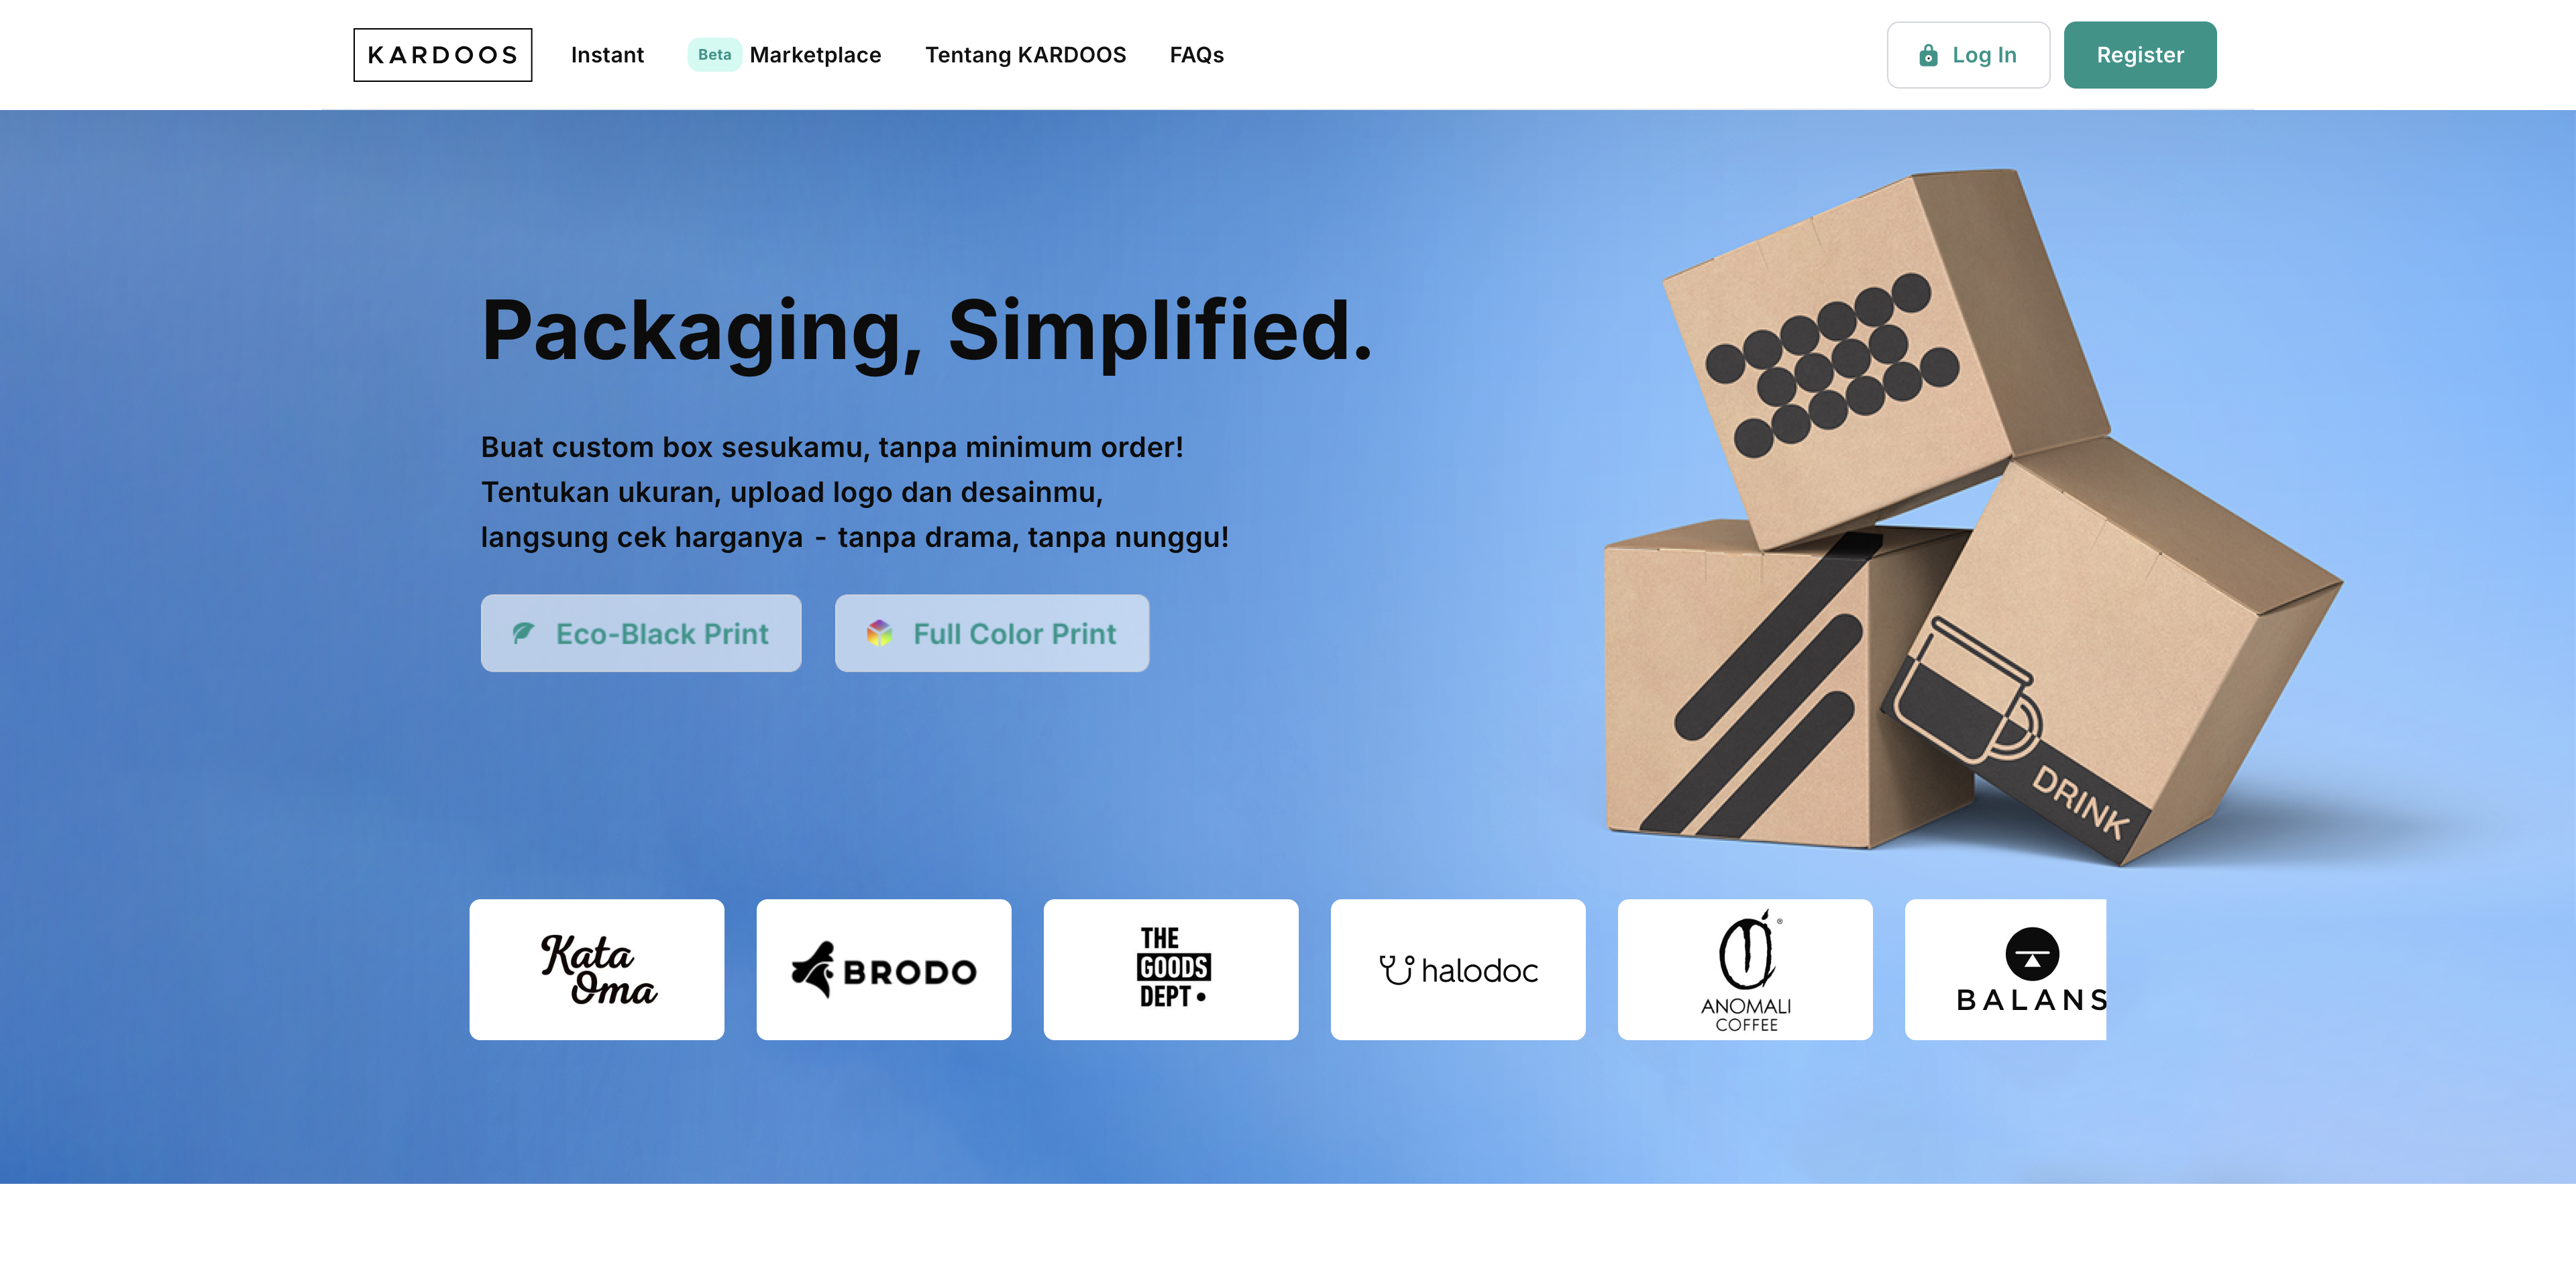 KARDOOS
Instant
Beta Marketplace
Tentang KARDOOS
FAQs
Log In
Register
Packaging, Simplified.
Buat custom box sesukamu, tanpa minimum order!
Tentukan ukuran, upload logo dan desainmu,
langsung cek harganya - tanpa drama, tanpa nunggu!
Eco-Black Print
Full Color Print
DRINK
Kata
Oma
BRODO
THE
GOODS
DEPT•
halodoc
®
ANOMALI
COFFEE
BALANS